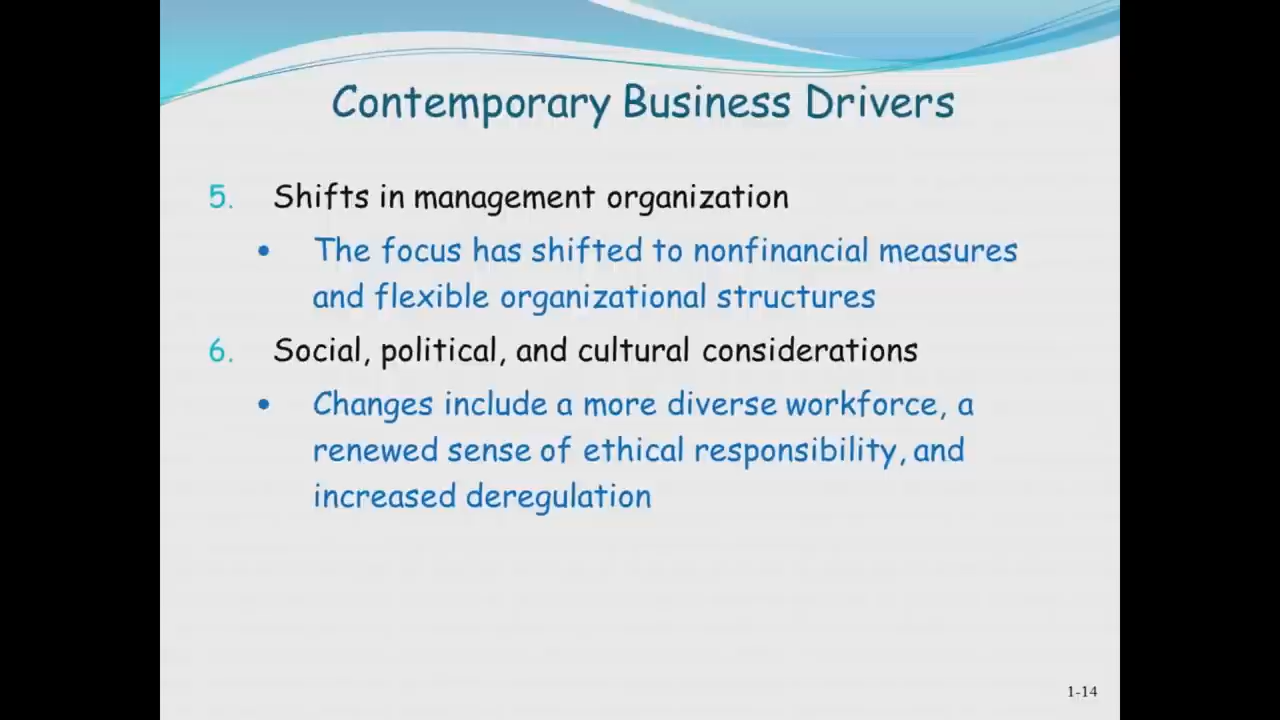 Contemporary Business Drivers
5. Shifts in management organization
• The focus has shifted to nonfinancial measures
and flexible organizational structures
6. Social, political, and cultural considerations
• Changes include a more diverse workforce, a
renewed sense of ethical responsibility, and
increased deregulation
1-14